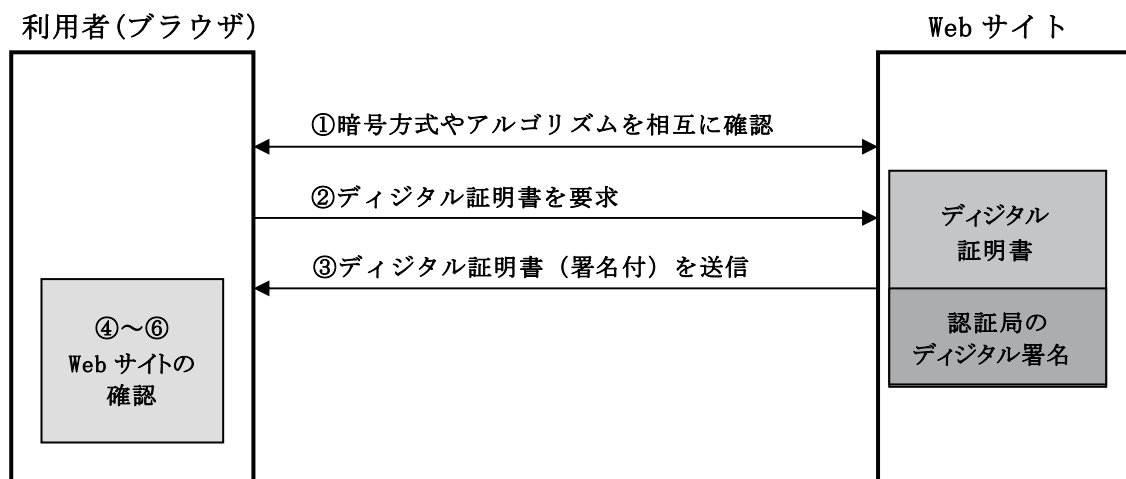 利用者(ブラウザ)
Web サイト
①暗号方式やアルゴリズムを相互に確認
②ディジタル証明書を要求
ディジタル
証明書
③ディジタル証明書（署名付）を送信
認証局の
ディジタル署名
④～⑥
Web サイトの
確認